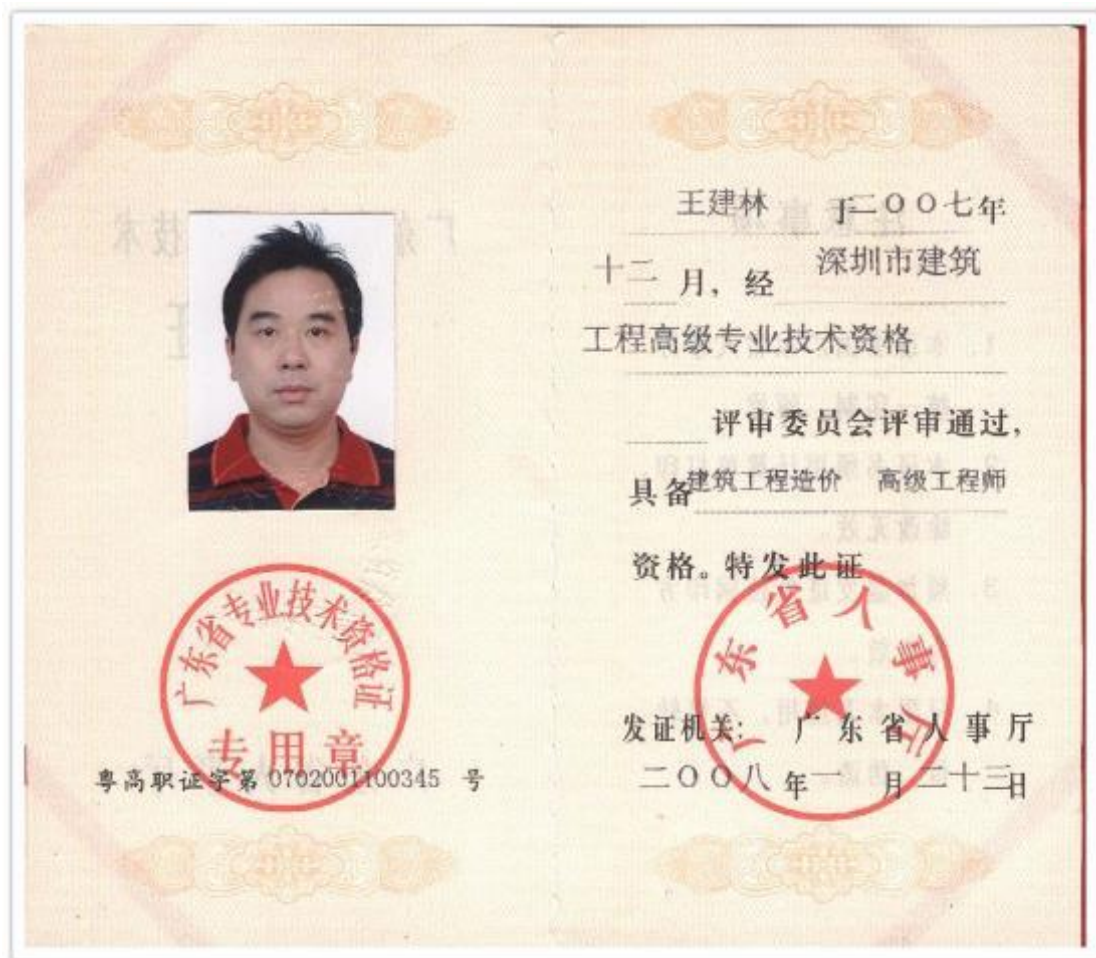 广东省专业技术资格证
专用章
粤高职证字第 0702001100345 号
王建林 于二〇〇七年
十二月，经 深圳市建筑
工程高级专业技术资格
评审委员会评审通过，
具备建筑工程造价 高级工程师
资格。特发此证
广东省人事厅
发证机关： 广东省人事厅
二〇〇八年一月二十三日